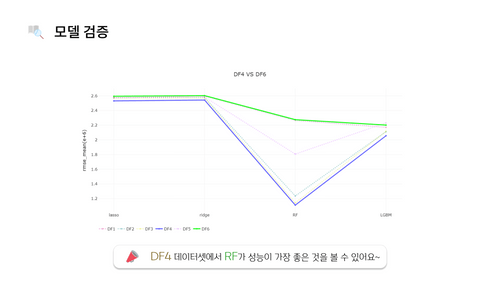 모델 검증
DF4 VS DF6
rmse_mean(e+6)
2.6
2.4
2.2
2
1.8
1.6
1.4
1.2
lasso
ridge
RF
LGBM
DF1 DF2 DF3 DF4 DF5 DF6
DF4 데이터셋에서 RF가 성능이 가장 좋은 것을 볼 수 있어요~